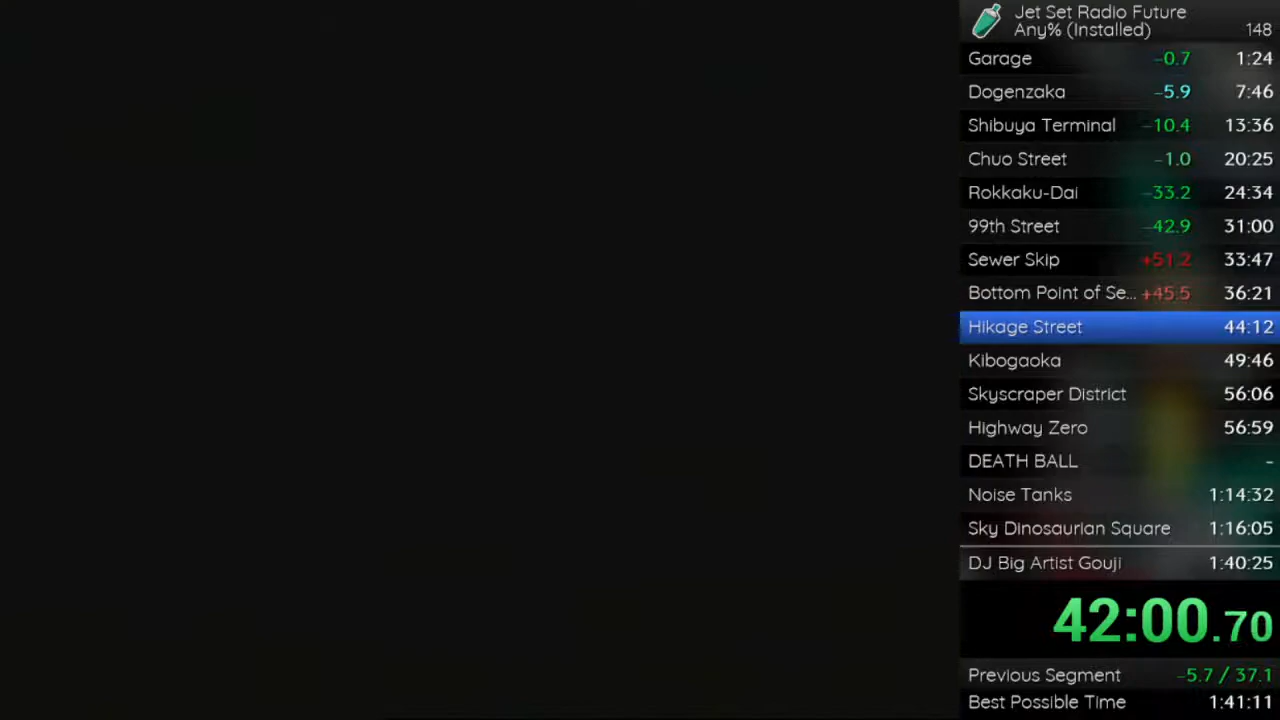 Jet Set Radio Future
Any% (Installed) 148
Garage -0.7 1:24
Dogenzaka -5.9 7:46
Shibuya Terminal -10.4 13:36
Chuo Street -1.0 20:25
Rokkaku-Dai -33.2 24:34
99th Street -42.9 31:00
Sewer Skip +51.2 33:47
Bottom Point of Se... +45.5 36:21
Hikage Street 44:12
Kibogaoka 49:46
Skyscraper District 56:06
Highway Zero 56:59
DEATH BALL -
Noise Tanks 1:14:32
Sky Dinosaurian Square 1:16:05
DJ Big Artist Gouji 1:40:25
42:00.70
Previous Segment -5.7 / 37.1
Best Possible Time 1:41:11